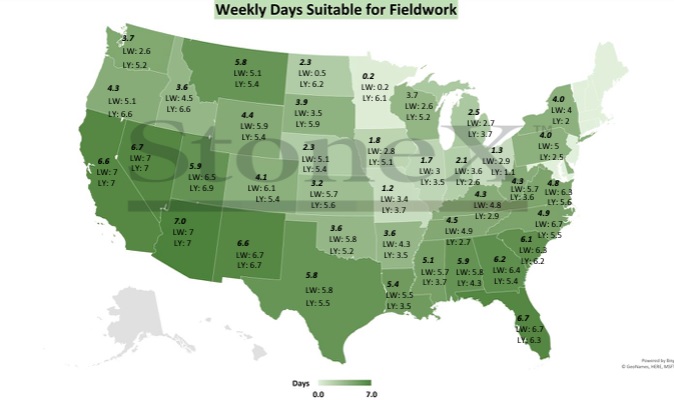 Weekly Days Suitable for Fieldwork
3.7
LW: 2.6
LY: 5.2
4.3
LW: 5.1
LY: 6.6
3.6
LW: 4.5
LY: 6.6
5.8
LW: 5.1
LY: 5.4
2.3
LW: 0.5
LY: 6.2
0.2
LW: 0.2
LY: 6.1
3.7
LW: 2.6
LY: 5.2
2.5
LW: 2.7
LY: 3.7
4.0
LW: 4
LY: 2
4.4
LW: 5.9
LY: 5.4
3.9
LW: 3.5
LY: 5.9
StoneX™
6.6
LW: 7
LY: 7
6.7
LW: 7
LY: 7
5.9
LW: 6.5
LY: 6.9
4.1
LW: 6.1
LY: 5.4
2.3
LW: 5.1
LY: 5.4
1.8
LW: 2.8
LY: 5.1
1.7
LW: 3
LY: 3.5
2.1
LW: 3.6
LY: 2.6
1.3
LW: 2.9
LY: 1.1
4.0
LW: 5
LY: 2.5
3.2
LW: 5.7
LY: 5.6
1.2
LW: 3.4
LY: 3.7
4.3
LW: 4.8
LY: 2.9
4.3
LW: 5.7
LY: 3.6
4.8
LW: 6.3
LY: 5.6
7.0
LW: 7
LY: 7
6.6
LW: 6.7
LY: 6.7
3.6
LW: 5.8
LY: 5.2
3.6
LW: 4.3
LY: 3.5
4.5
LW: 4.9
LY: 2.7
4.9
LW: 6.7
LY: 5.5
5.8
LW: 5.8
LY: 5.5
5.4
LW: 5.5
LY: 3.5
5.1
LW: 5.7
LY: 3.7
5.9
LW: 5.8
LY: 4.3
6.2
LW: 6.4
LY: 5.4
6.1
LW: 6.3
LY: 6.2
6.7
LW: 6.7
LY: 6.3
Powered by Bing
© GeoNames, HERE, MSFT
Days
0.0
7.0